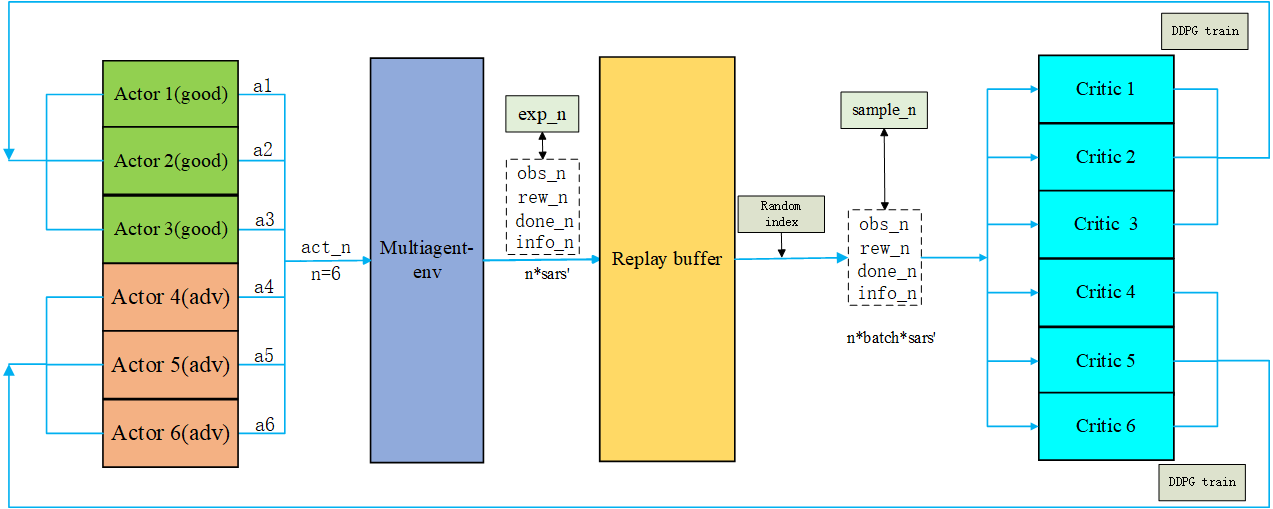 DDPG train
Actor 1(good)
Actor 2(good)
Actor 3(good)
Actor 4(adv)
Actor 5(adv)
Actor 6(adv)
a1
a2
a3
a4
a5
a6
act_n
n=6
Multiagent-
env
exp_n
obs_n
rew_n
done_n
info_n
n*sars'
Replay buffer
Random
index
sample_n
obs_n
rew_n
done_n
info_n
n*batch*sars'
Critic 1
Critic 2
Critic 3
Critic 4
Critic 5
Critic 6
DDPG train